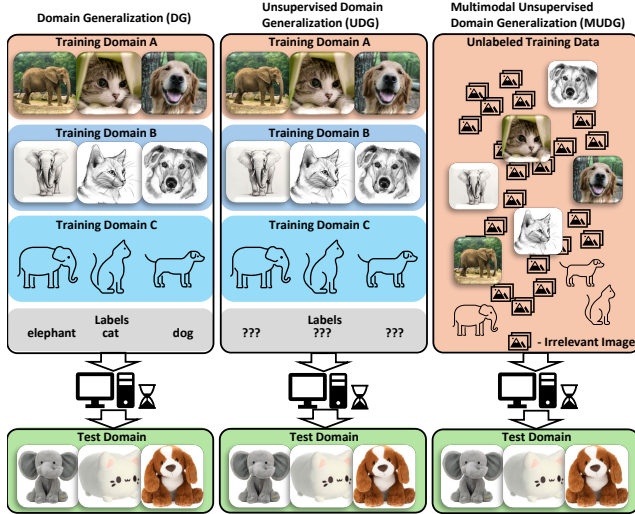 Domain Generalization (DG)
Training Domain A
Training Domain B
Training Domain C
Labels
elephant cat dog
Test Domain
Unsupervised Domain
Generalization (UDG)
Training Domain A
Training Domain B
Training Domain C
Labels
??? ??? ???
Test Domain
Multimodal Unsupervised
Domain Generalization (MUDG)
Unlabeled Training Data
- Irrelevant Image
Test Domain